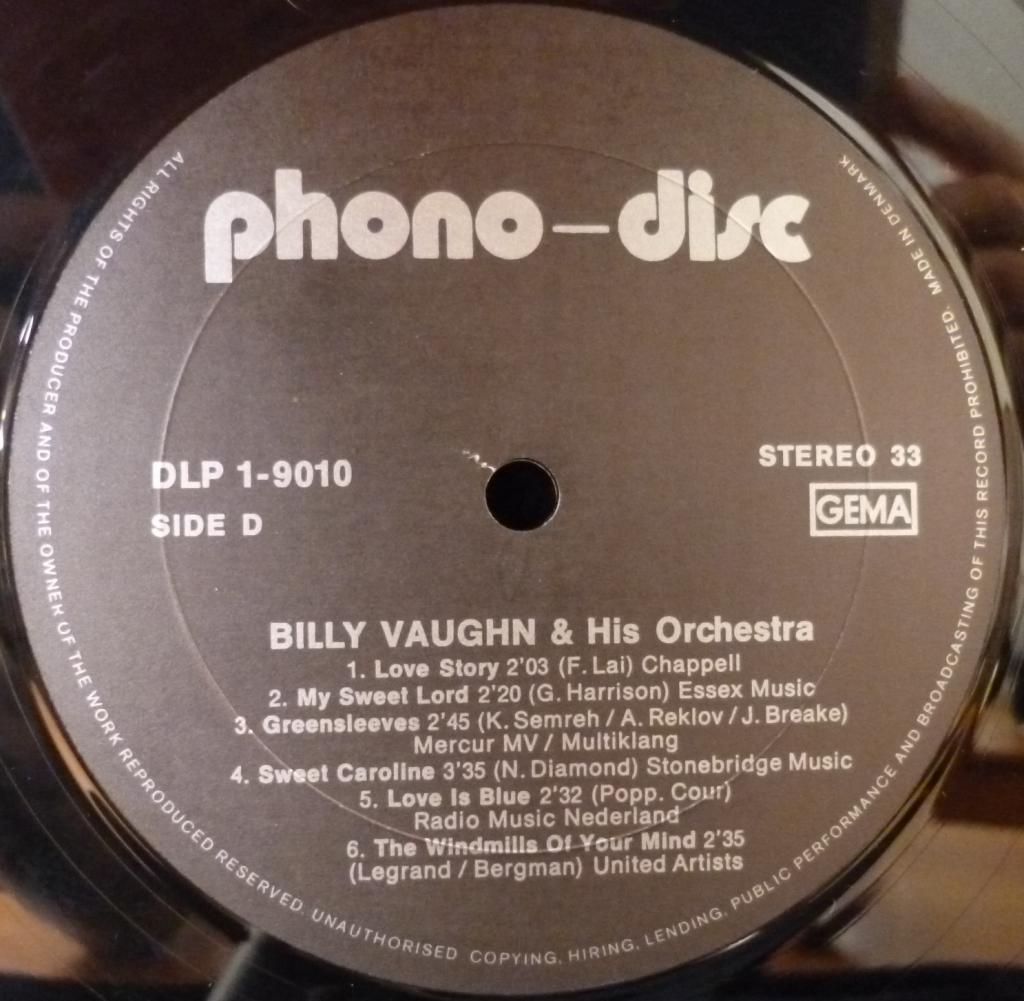 phono-disc
DLP 1-9010
SIDE D
STEREO 33
GEMA
BILLY VAUGHN & His Orchestra
1. Love Story 2'03 (F. Lai) Chappell
2. My Sweet Lord 2'20 (G. Harrison) Essex Music
3. Greensleeves 2'45 (K. Semreh / A. Reklov / J. Breake)
Mercur MV / Multiklang
4. Sweet Caroline 3'35 (N. Diamond) Stonebridge Music
5. Love Is Blue 2'32 (Popp. Cour)
Radio Music Nederland
6. The Windmills Of Your Mind 2'35
(Legrand / Bergman) United Artists
ALL RIGHTS OF THE PRODUCER AND OF THE OWNER OF THE WORK REPRODUCED RESERVED. UNAUTHORISED COPYING, HIRING, LENDING, PUBLIC PERFORMANCE AND BROADCASTING OF THIS RECORD PROHIBITED. MADE IN DENMARK